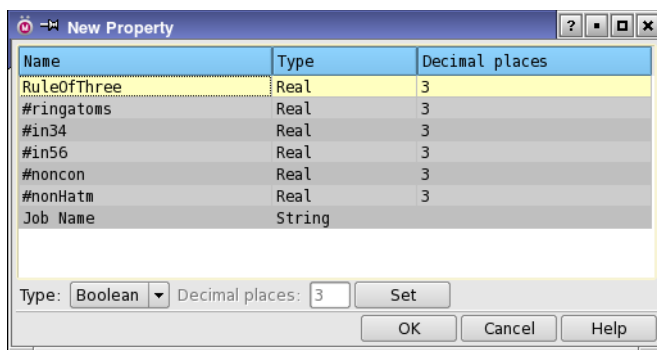 New Property ?
Name Type Decimal places
RuleOfThree Real 3
#ringatoms Real 3
#in34 Real 3
#in56 Real 3
#noncon Real 3
#nonHatm Real 3
Job Name String
Type: Boolean Decimal places: 3 Set
OK Cancel Help